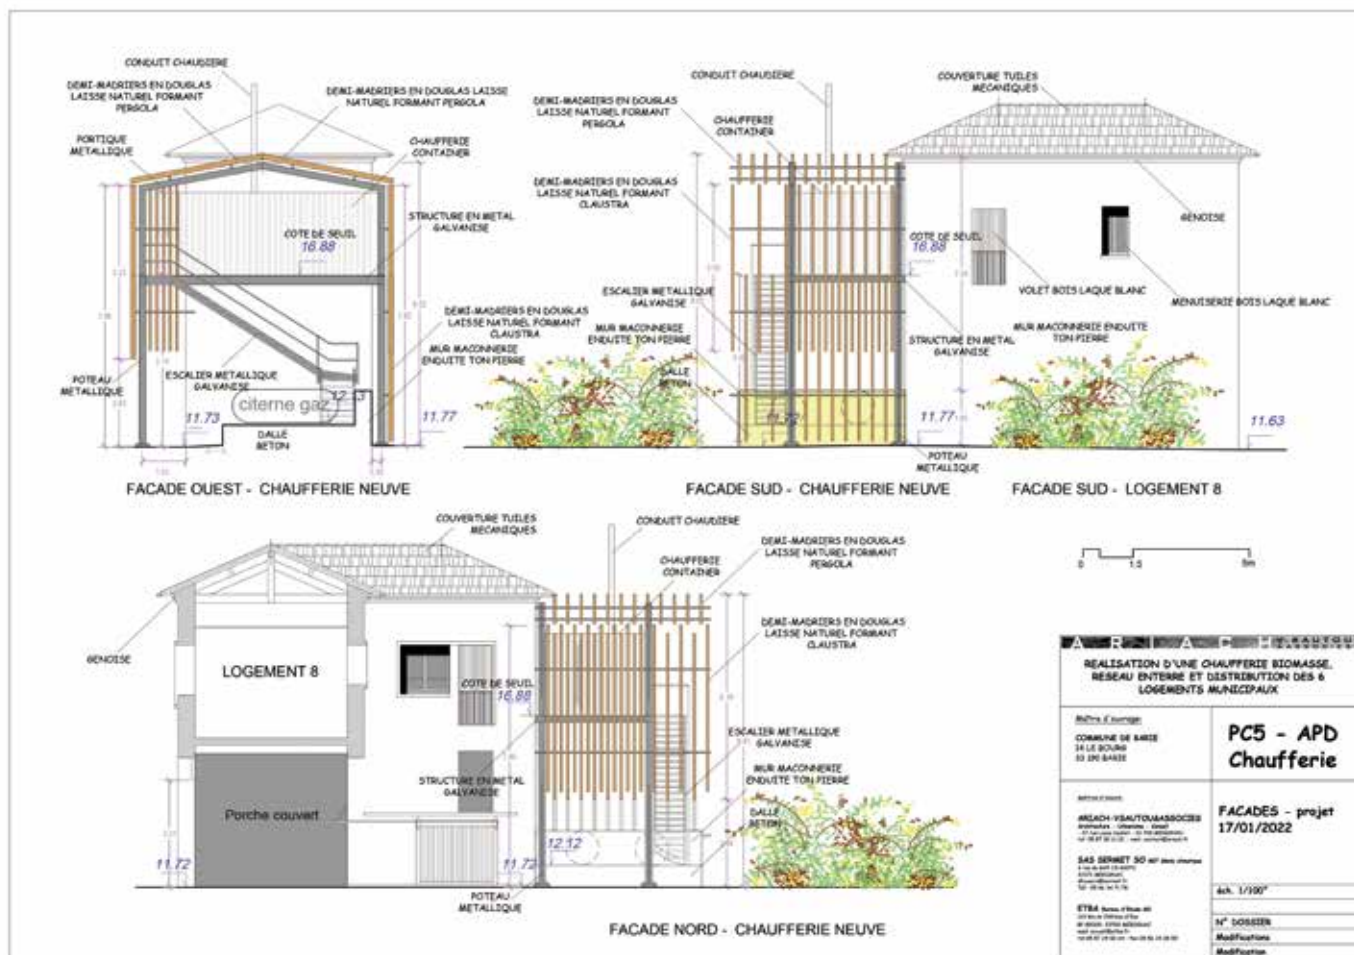 CONDUIT CHAUDIERE
DEMI-MADRIERS EN DOUGLAS
LAISSE NATUREL FORMANT
PERGOLA
DEMI-MADRIERS EN DOUGLAS LAISSE
NATUREL FORMANT PERGOLA
PORTIQUE
METALLIQUE
CHAUFFERIE
CONTAINER
STRUCTURE EN METAL
GALVANISE
COTE DE SEUIL
16.88
DEMI-MADRIERS EN DOUGLAS
LAISSE NATUREL FORMANT
CLAUSTRA
MUR MACONNERIE
ENDUITE TON PIERRE
POTEAU
METALLIQUE
ESCALIER METALLIQUE
GALVANISE
citerne gaz
11.73
11.77
DALLE
BETON
FACADE OUEST - CHAUFFERIE NEUVE
CONDUIT CHAUDIERE
DEMI-MADRIERS EN DOUGLAS
LAISSE NATUREL FORMANT
PERGOLA
CHAUFFERIE
CONTAINER
COUVERTURE TUILES
MECANIQUES
DEMI-MADRIERS EN DOUGLAS
LAISSE NATUREL FORMANT
CLAUSTRA
GENOISE
COTE DE SEUIL
16.88
ESCALIER METALLIQUE
GALVANISE
VOLET BOIS LAQUE BLANC
MENUISERIE BOIS LAQUE BLANC
MUR MACONNERIE
ENDUITE TON PIERRE
STRUCTURE EN METAL
GALVANISE
MUR MACONNERIE ENDUITE
TON PIERRE
DALLE
BETON
11.72
11.77
11.63
POTEAU
METALLIQUE
FACADE SUD - CHAUFFERIE NEUVE
FACADE SUD - LOGEMENT 8
COUVERTURE TUILES
MECANIQUES
CONDUIT CHAUDIERE
DEMI-MADRIERS EN DOUGLAS
LAISSE NATUREL FORMANT
PERGOLA
CHAUFFERIE
CONTAINER
DEMI-MADRIERS EN DOUGLAS
LAISSE NATUREL FORMANT
CLAUSTRA
GENOISE
LOGEMENT 8
COTE DE SEUIL
16.88
ESCALIER METALLIQUE
GALVANISE
STRUCTURE EN METAL
GALVANISE
MUR MACONNERIE
ENDUITE TON PIERRE
Porche couvert
DALLE
BETON
11.72
11.72
12.12
POTEAU
METALLIQUE
FACADE NORD - CHAUFFERIE NEUVE
0 1.5 5m
REALISATION D'UNE CHAUFFERIE BIOMASSE,
RESEAU ENTERRE ET DISTRIBUTION DES 6
LOGEMENTS MUNICIPAUX
Maître d'ouvrage:
COMMUNE DE BARIE
PC5 - APD
Chaufferie
FACADES - projet
17/01/2022
SAS SERMET SO
ETBA
éch. 1/100°
N° DOSSIER
Modifications
Modification